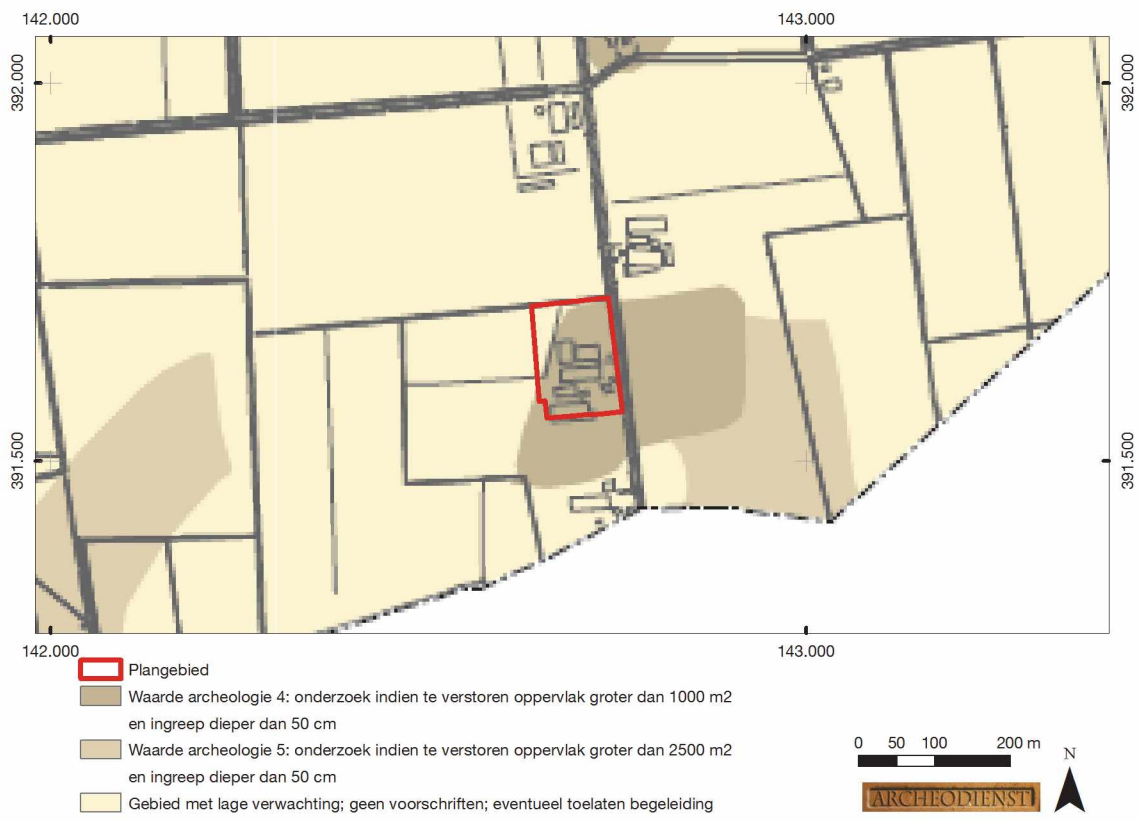 142.000 143.000
392.000 392.000
391.500 391.500
142.000 143.000
Plangebied
Waarde archeologie 4: onderzoek indien te verstoren oppervlak groter dan 1000 m2
en ingreep dieper dan 50 cm
Waarde archeologie 5: onderzoek indien te verstoren oppervlak groter dan 2500 m2
en ingreep dieper dan 50 cm
Gebied met lage verwachting; geen voorschriften; eventueel toelaten begeleiding
0 50 100 200 m
N
ARCHEODIENST